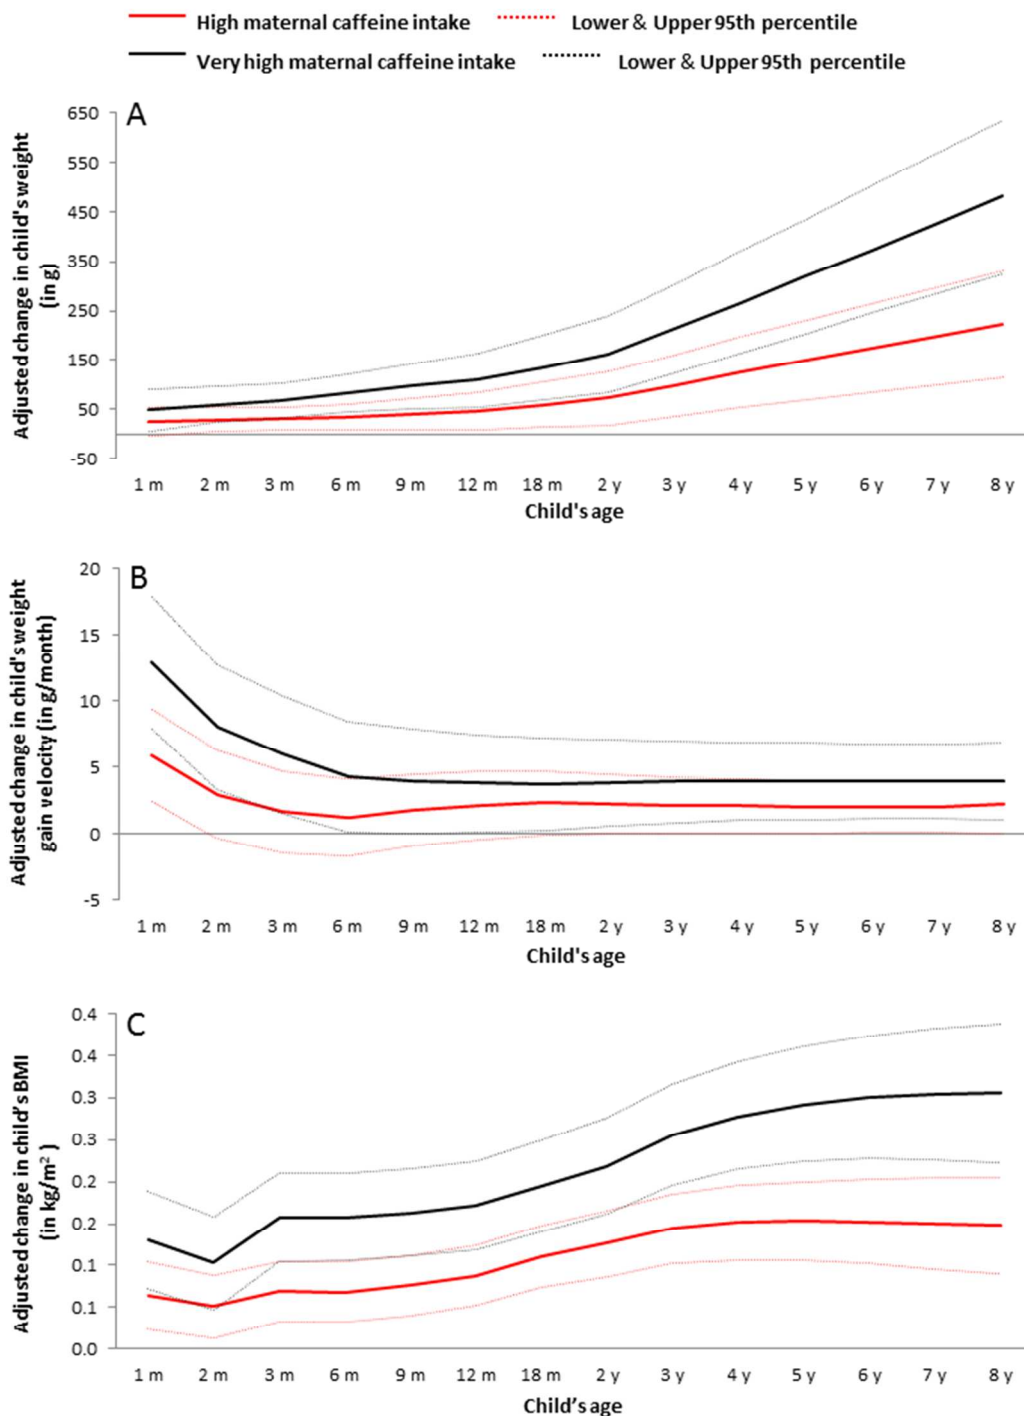 High maternal caffeine intake Lower & Upper 95th percentile
Very high maternal caffeine intake Lower & Upper 95th percentile
A
Adjusted change in child's weight
(in g)
650
550
450
350
250
150
50
-50
1 m 2 m 3 m 6 m 9 m 12 m 18 m 2 y 3 y 4 y 5 y 6 y 7 y 8 y
Child's age
B
Adjusted change in child's weight
gain velocity (in g/month)
20
15
10
5
0
-5
1 m 2 m 3 m 6 m 9 m 12 m 18 m 2 y 3 y 4 y 5 y 6 y 7 y 8 y
Child's age
C
Adjusted change in child's BMI
(in kg/m²)
0.4
0.4
0.3
0.3
0.2
0.2
0.1
0.1
0.0
1 m 2 m 3 m 6 m 9 m 12 m 18 m 2 y 3 y 4 y 5 y 6 y 7 y 8 y
Child’s age